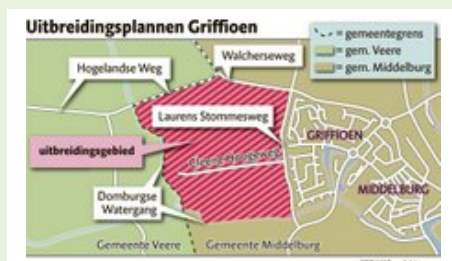 Uitbreidingsplannen Griffioen
= gemeentegrens
= gem. Veere
= gem. Middelburg
Walcherseweg
Hogelandse Weg
Laurens Stommesweg
GRIFFIOEN
uitbreidingsgebied
MIDDELBURG
Domburgse
Watergang
Gemeente Veere
Gemeente Middelburg